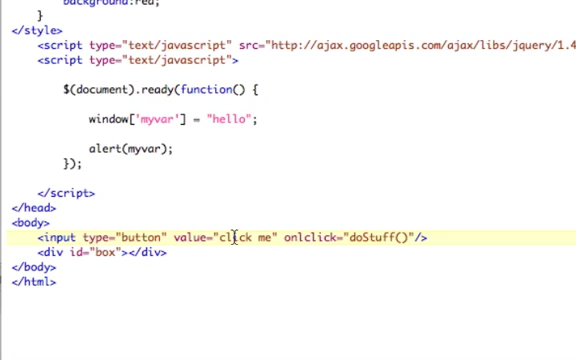 background:red;
}
</style>
<script type="text/javascript" src="http://ajax.googleapis.com/ajax/libs/jquery/1.4
<script type="text/javascript">
$(document).ready(function() {
window['myvar'] = "hello";
alert(myvar);
});
</script>
</head>
<body>
<input type="button" value="click me" onlclick="doStuff()"/>
<div id="box"></div>
</body>
</html>